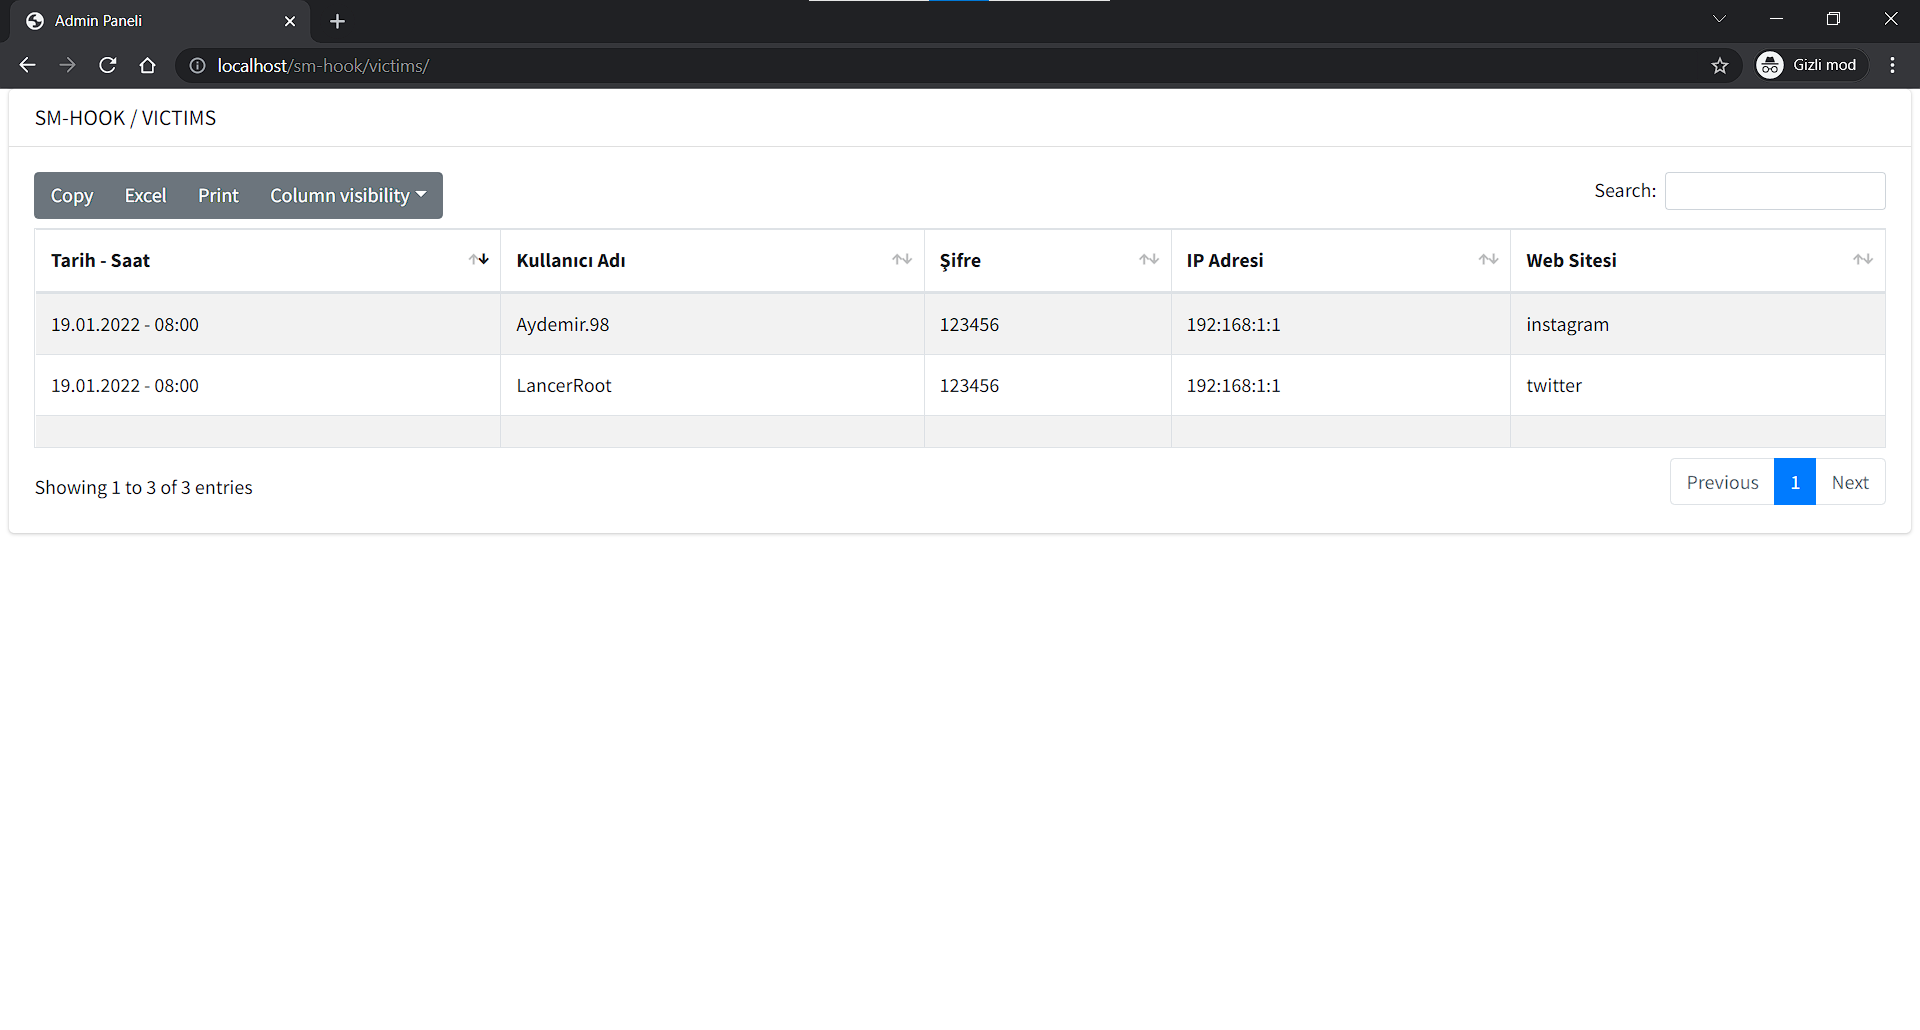 Admin Paneli
localhost/sm-hook/victims/
Gizli mod
SM-HOOK / VICTIMS
Copy Excel Print Column visibility
Search:
Tarih - Saat Kullanıcı Adı Şifre IP Adresi Web Sitesi
19.01.2022 - 08:00 Aydemir.98 123456 192:168:1:1 instagram
19.01.2022 - 08:00 LancerRoot 123456 192:168:1:1 twitter
Showing 1 to 3 of 3 entries
Previous 1 Next